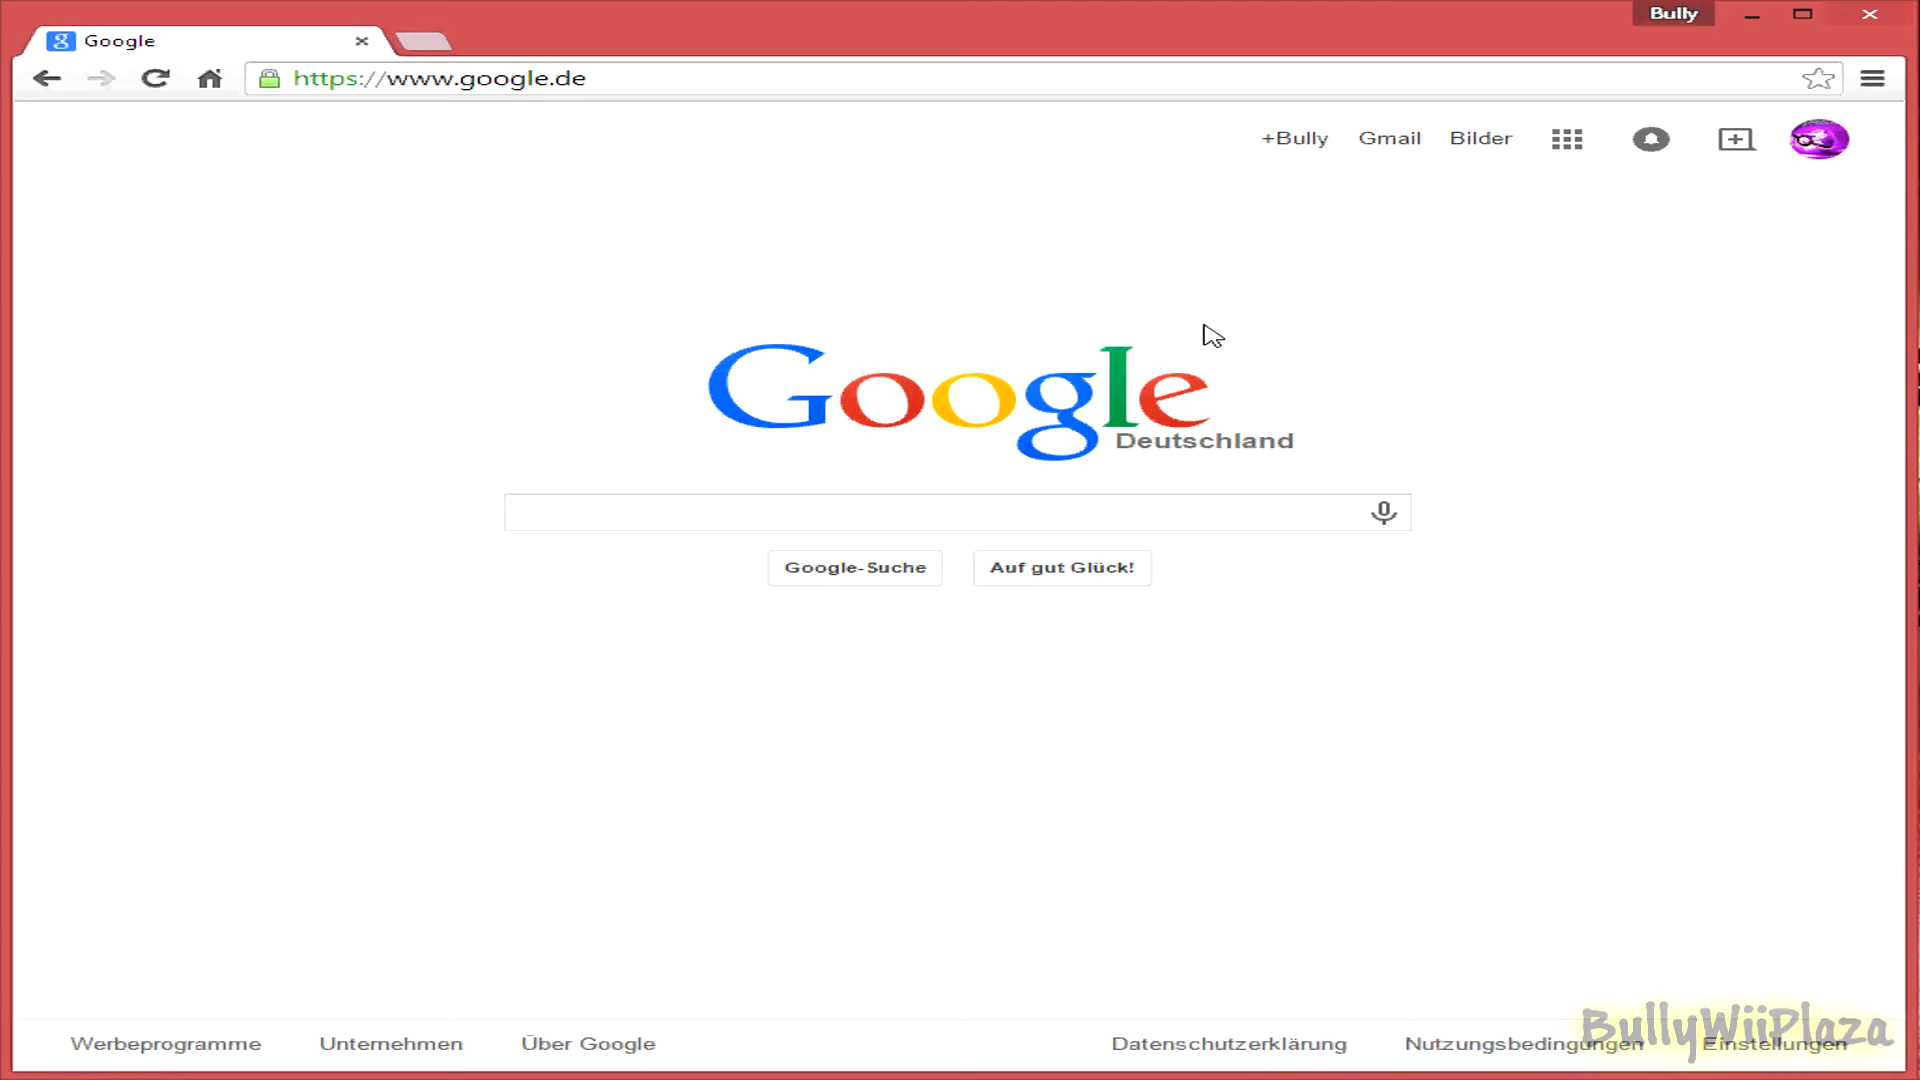 Bully
Google
https://www.google.de
+Bully Gmail Bilder
Google
Deutschland
Google-Suche Auf gut Glück!
BullyWiiPlaza
Werbeprogramme Unternehmen Über Google Datenschutzerklärung Nutzungsbedingungen Einstellungen